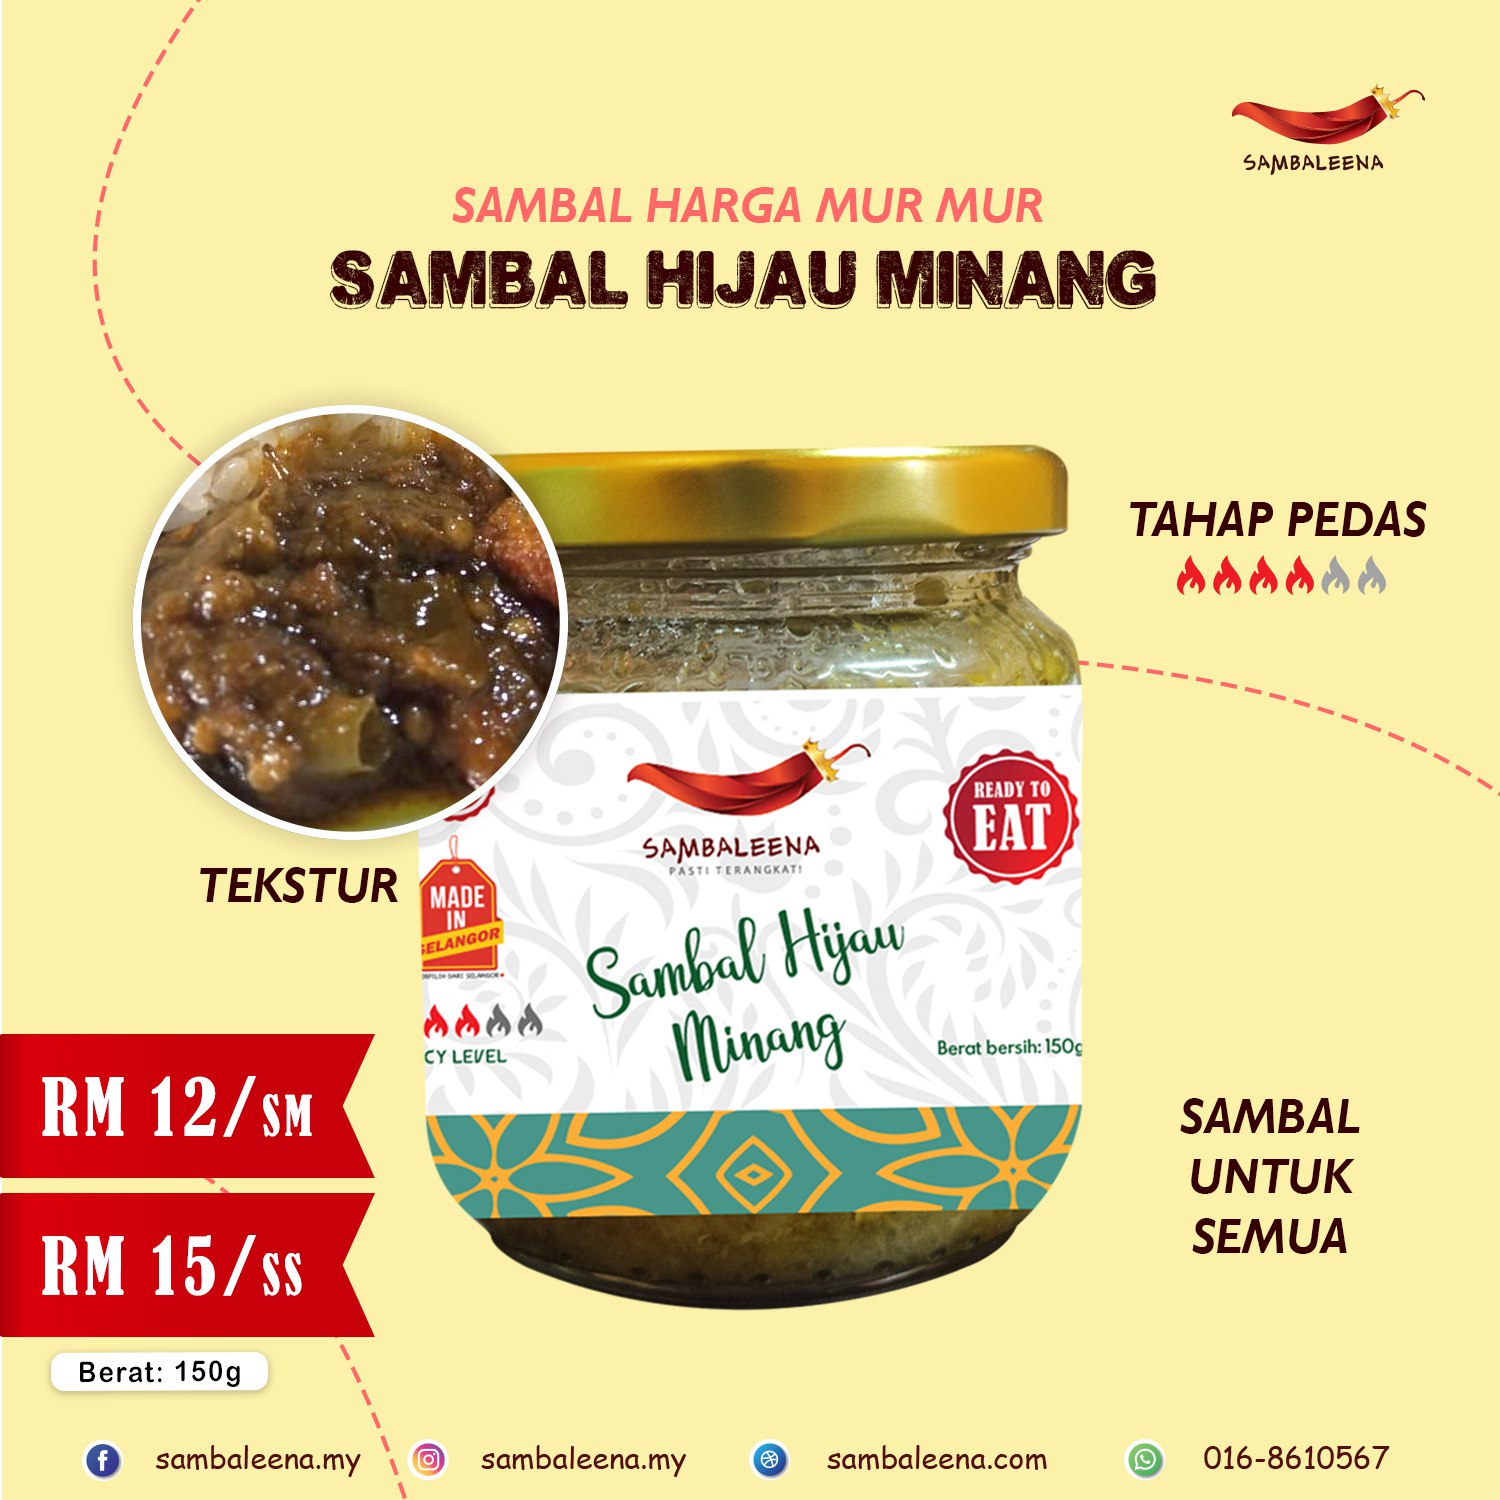 SAMBALEENA
SAMBAL HARGA MUR MUR
SAMBAL HIJAU MINANG
TAHAP PEDAS
TEKSTUR
SAMBALEENA
PASTI TERANGKAT!
READY TO
EAT
MADE
IN
SELANGOR
DARI SELANGOR
Sambal Hijau
Minang
CY LEVEL
Berat bersih: 150g
RM 12/SM
RM 15/SS
Berat: 150g
SAMBAL
UNTUK
SEMUA
sambaleena.my
sambaleena.my
sambaleena.com
016-8610567